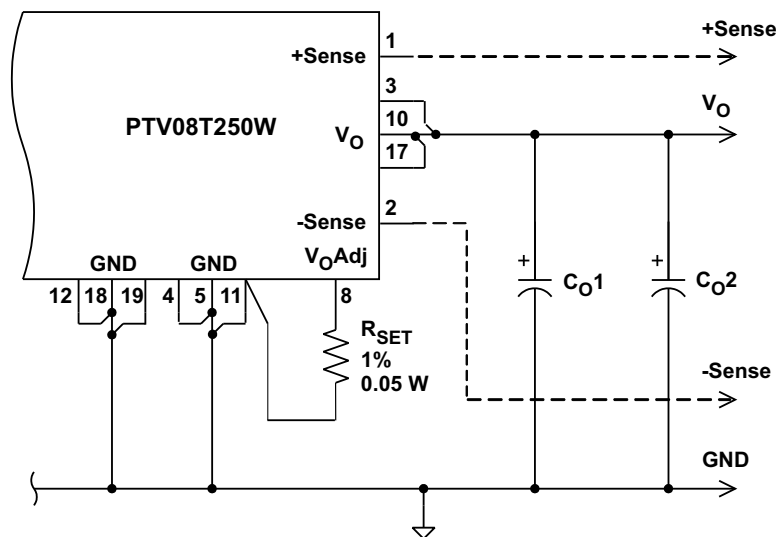 +Sense
1
+Sense
3
PTV08T250W
10
VO
VO
17
-Sense
2
VOAdj
GND
GND
12
18
19
4
5
11
8
+
CO1
+
CO2
RSET
1%
0.05 W
-Sense
GND